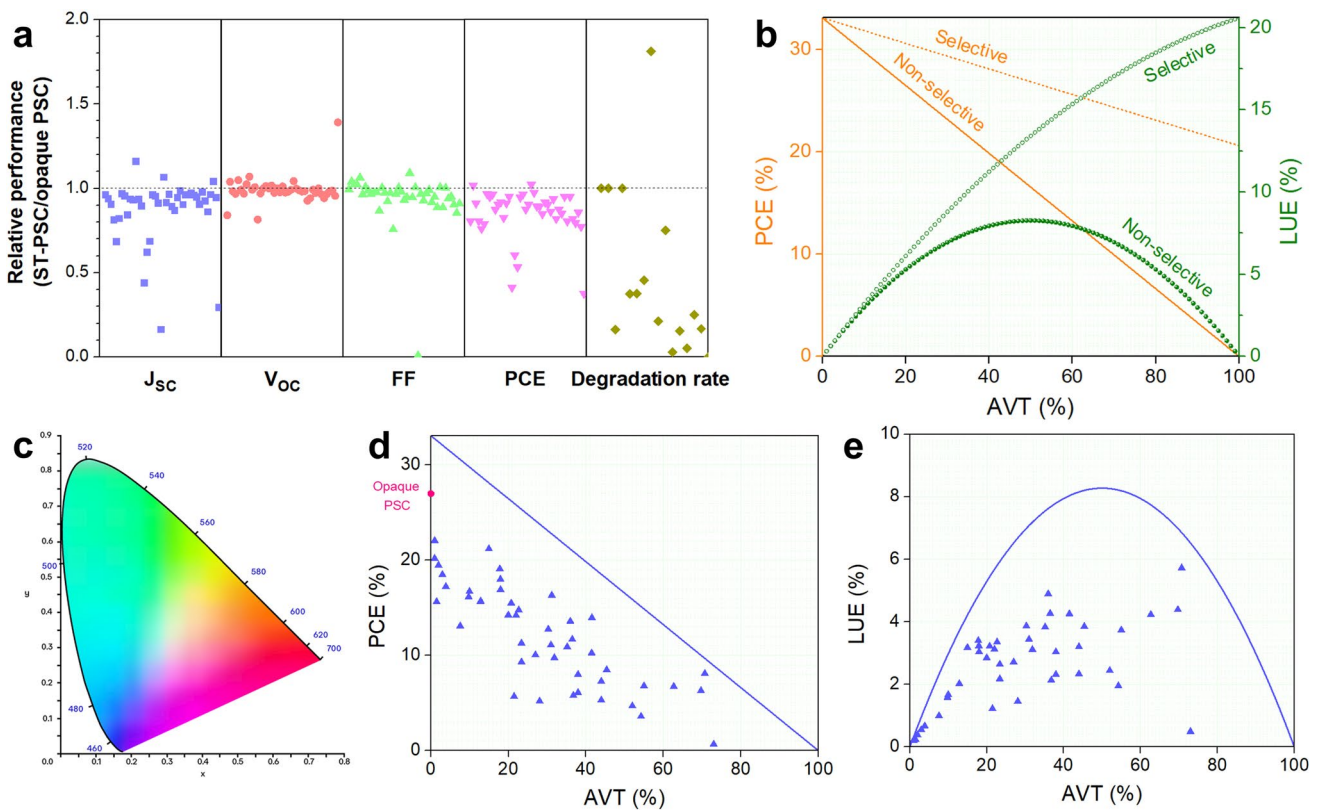 a
Relative performance
(ST-PSC/opaque PSC)
2.0
1.5
1.0
0.5
0.0
J_SC
V_OC
FF
PCE
Degradation rate
b
PCE (%)
30
20
10
0
Selective
Non-selective
Selective
Non-selective
20
15
10
5
0
LUE (%)
0 20 40 60 80 100
AVT (%)
c
0.9
0.8
0.7
0.6
0.5
0.4
0.3
0.2
0.1
0.0
520
540
560
500
580
600
620
700
480
460
0.1 0.2 0.3 0.4 0.5 0.6 0.7 0.8
x
d
PCE (%)
30
20
10
0
Opaque
PSC
0 20 40 60 80 100
AVT (%)
e
LUE (%)
10
8
6
4
2
0
0 20 40 60 80 100
AVT (%)